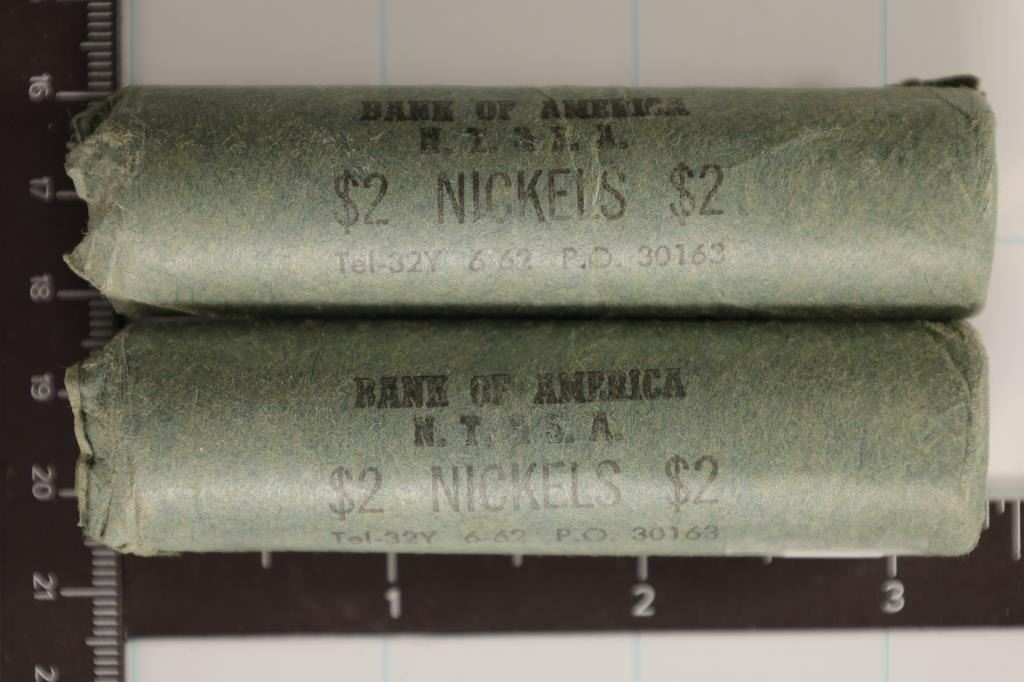 BANK OF AMERICA
N. T. & S. A.
$2 NICKELS $2
Tel-32Y 6-62 P.O. 30163
BANK OF AMERICA
N. T. & S. A.
$2 NICKELS $2
Tel-32Y 6-62 P.O. 30163
16
17
18
19
20
21
1
2
3